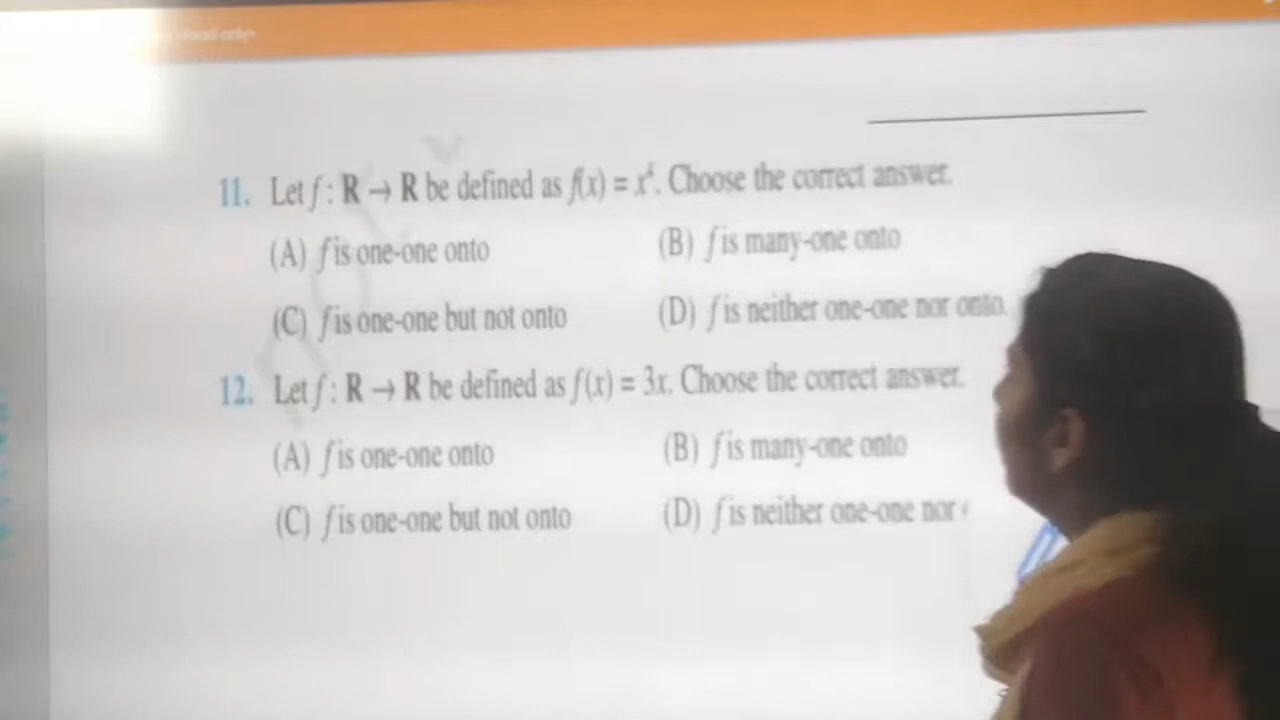 Read-only
11. Let f : R → R be defined as f(x) = x⁴. Choose the correct answer.
(A) f is one-one onto (B) f is many-one onto
(C) f is one-one but not onto (D) f is neither one-one nor onto.
12. Let f : R → R be defined as f(x) = 3x. Choose the correct answer.
(A) f is one-one onto (B) f is many-one onto
(C) f is one-one but not onto (D) f is neither one-one nor